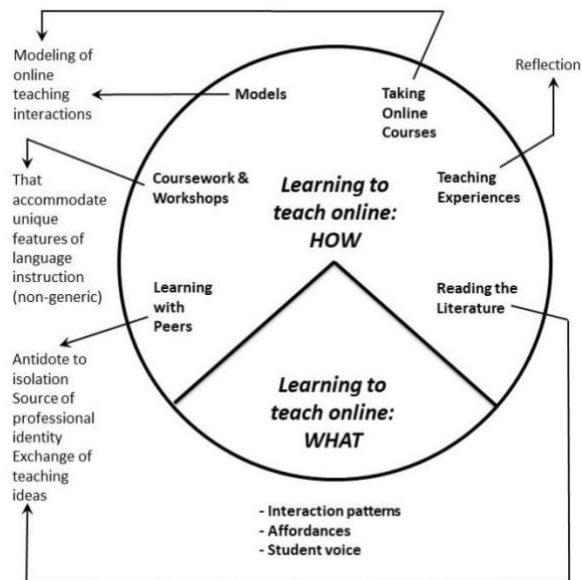 Modeling of
online
teaching
interactions
Models
Taking
Online
Courses
Reflection
That
accommodate
unique
features of
language
instruction
(non-generic)
Coursework &
Workshops
Learning to
teach online:
HOW
Teaching
Experiences
Learning
with
Peers
Reading the
Literature
Antidote to
isolation
Source of
professional
identity
Exchange of
teaching
ideas
Learning to
teach online:
WHAT
- Interaction patterns
- Affordances
- Student voice